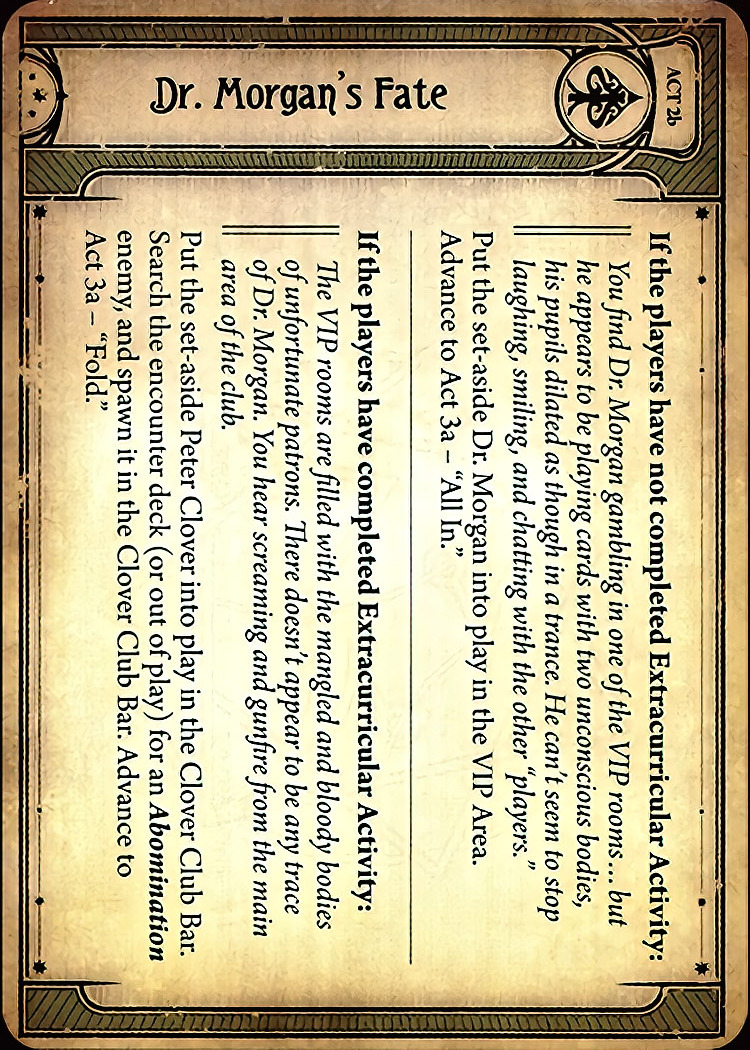 ACT 2b
Dr. Morgan's Fate
If the players have not completed Extracurricular Activity:
You find Dr. Morgan gambling in one of the VIP rooms… but
he appears to be playing cards with two unconscious bodies,
his pupils dilated as though in a trance. He can't seem to stop
laughing, smiling, and chatting with the other “players.”
Put the set-aside Dr. Morgan into play in the VIP Area.
Advance to Act 3a – “All In.”
If the players have completed Extracurricular Activity:
The VIP rooms are filled with the mangled and bloody bodies
of unfortunate patrons. There doesn't appear to be any trace
of Dr. Morgan. You hear screaming and gunfire from the main
area of the club.
Put the set-aside Peter Clover into play in the Clover Club Bar.
Search the encounter deck (or out of play) for an Abomination
enemy, and spawn it in the Clover Club Bar. Advance to
Act 3a – “Fold.”